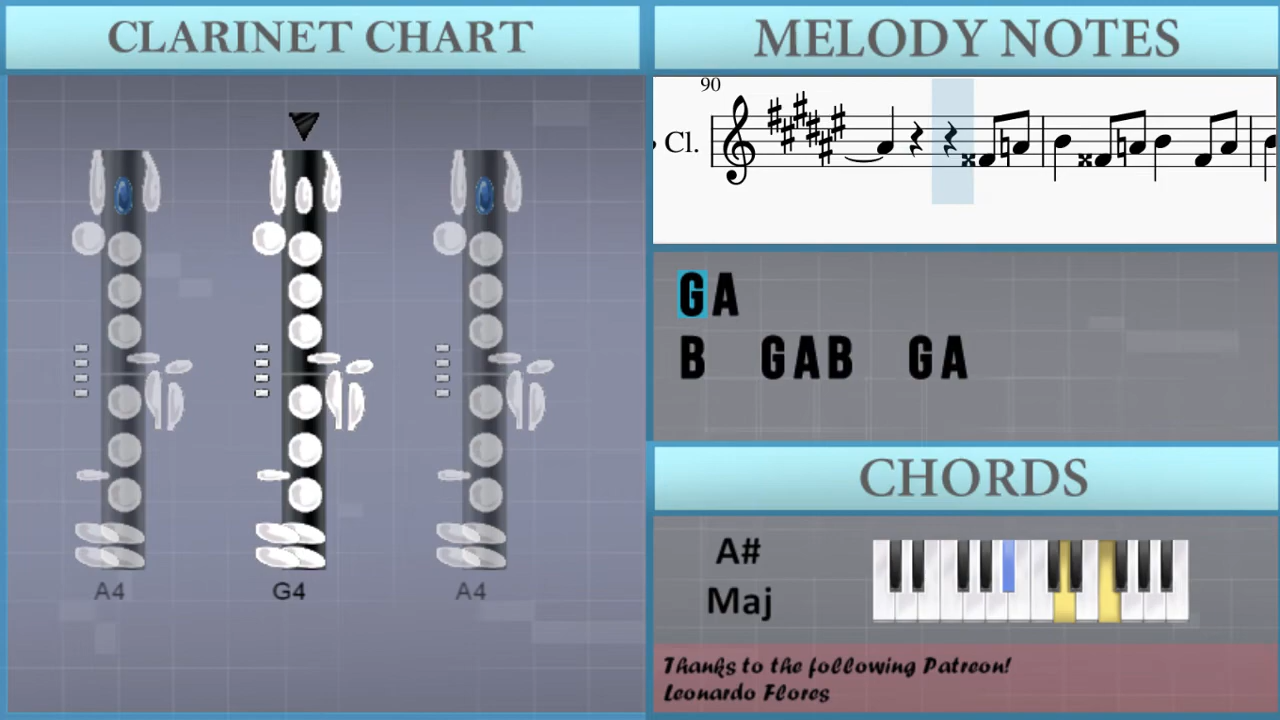 CLARINET CHART
A4 G4 A4
MELODY NOTES
90
Cl.
GA
B GAB GA
CHORDS
A#
Maj
Thanks to the following Patreon!
Leonardo Flores